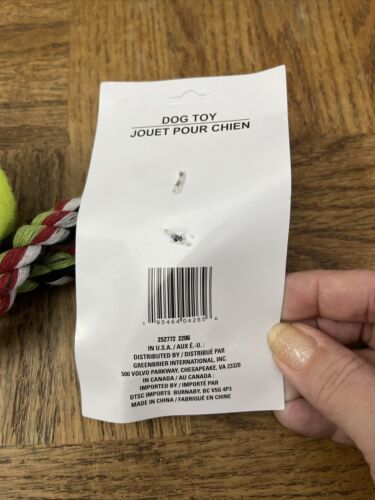 DOG TOY
JOUET POUR CHIEN
1 95464 04260 6
252772 2206
IN U.S.A. / AUX É.-U. :
DISTRIBUTED BY / DISTRIBUÉ PAR
GREENBRIER INTERNATIONAL, INC.
500 VOLVO PARKWAY, CHESAPEAKE, VA 23320
IN CANADA / AU CANADA :
IMPORTED BY / IMPORTÉ PAR
DTSC IMPORTS BURNABY, BC V5G 4P3
MADE IN CHINA / FABRIQUÉ EN CHINE